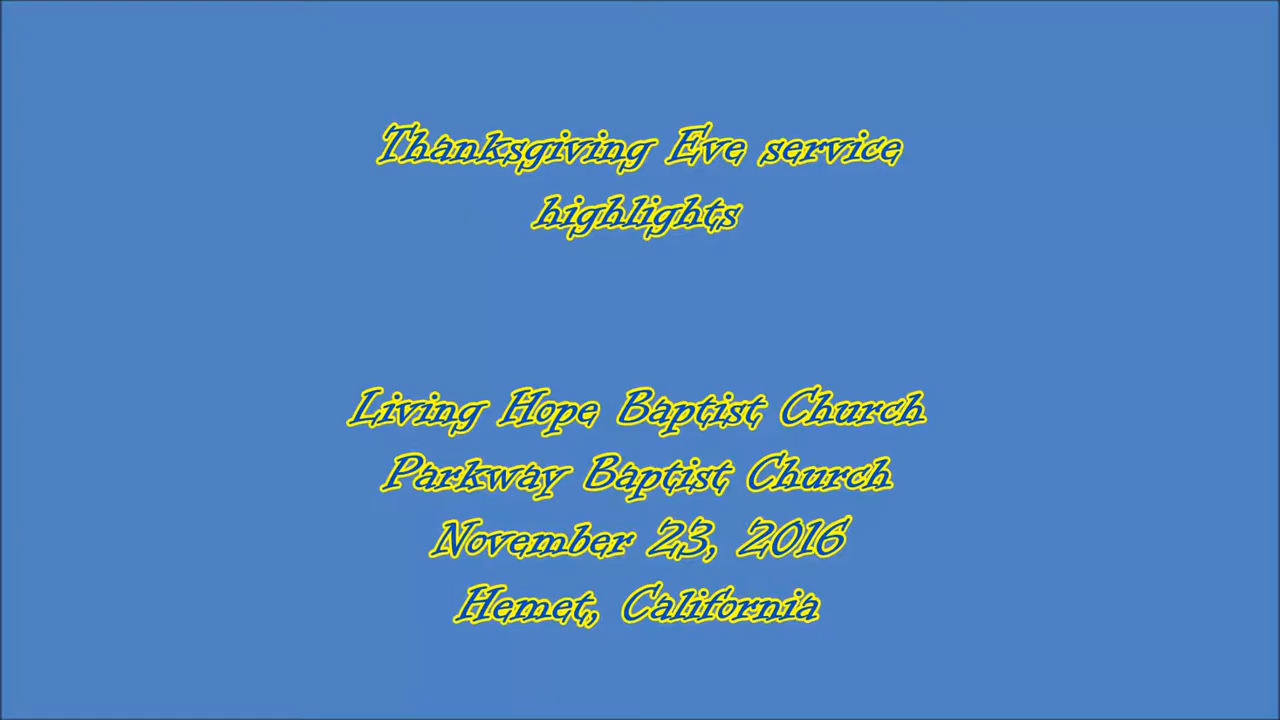 Thanksgiving Eve service
highlights
Living Hope Baptist Church
Parkway Baptist Church
November 23, 2016
Hemet, California